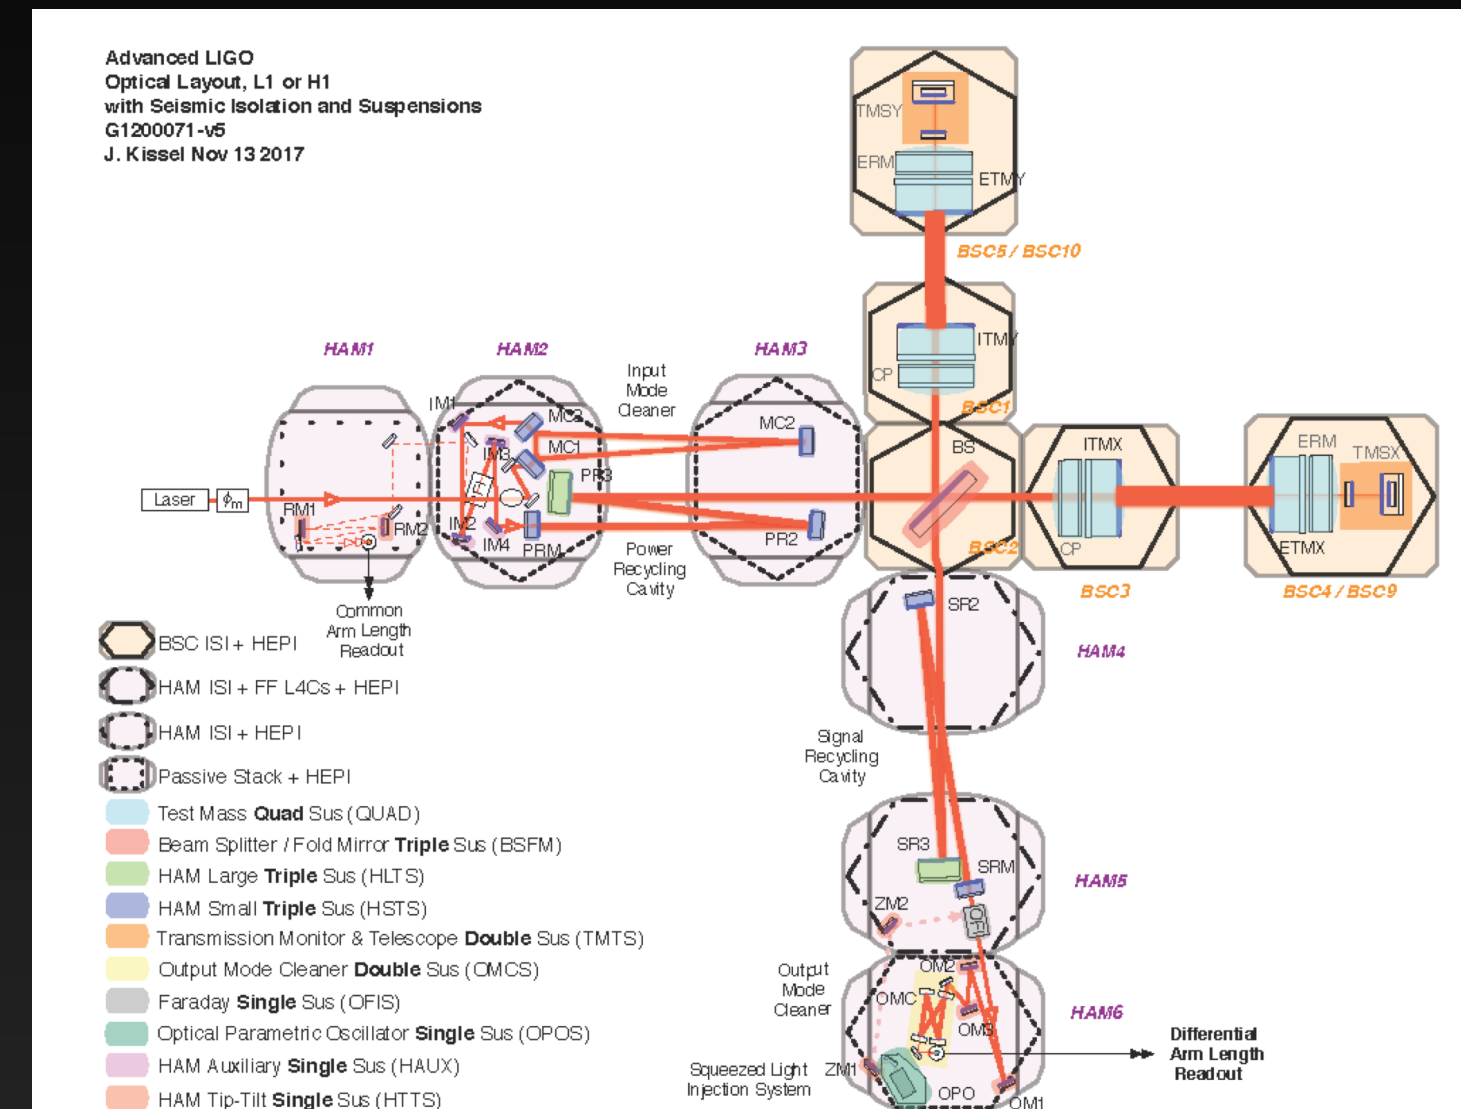 Advanced LIGO
Optical Layout, L1 or H1
with Seismic Isolation and Suspensions
G1200071-v5
J. Kissel Nov 13 2017
TMSY
ERM
ETMY
BSC5 / BSC10
ITMY
CP
BSC1
HAM1
HAM2
HAM3
Input
Mode
Cleaner
IM1
MC3
MC2
MC1
IM3
PR3
FI
Laser
ϕm
RM1
RM2
IM2
IM4
PRM
PR2
BS
BSC2
ITMX
CP
BSC3
ERM
TMSX
ETMX
BSC4 / BSC9
Power
Recycling
Cavity
Common
Arm Length
Readout
SR2
HAM4
Signal
Recycling
Cavity
SR3
SRM
HAM5
ZM2
OFI
Output
Mode
Cleaner
OM2
OMC
OM3
HAM6
Differential
Arm Length
Readout
Squeezed Light
Injection System
ZM1
OPO
OM1
BSC ISI + HEPI
HAM ISI + FF L4Cs + HEPI
HAM ISI + HEPI
Passive Stack + HEPI
Test Mass Quad Sus (QUAD)
Beam Splitter / Fold Mirror Triple Sus (BSFM)
HAM Large Triple Sus (HLTS)
HAM Small Triple Sus (HSTS)
Transmission Monitor & Telescope Double Sus (TMTS)
Output Mode Cleaner Double Sus (OMCS)
Faraday Single Sus (OFIS)
Optical Parametric Oscillator Single Sus (OPOS)
HAM Auxiliary Single Sus (HAUX)
HAM Tip-Tilt Single Sus (HTTS)